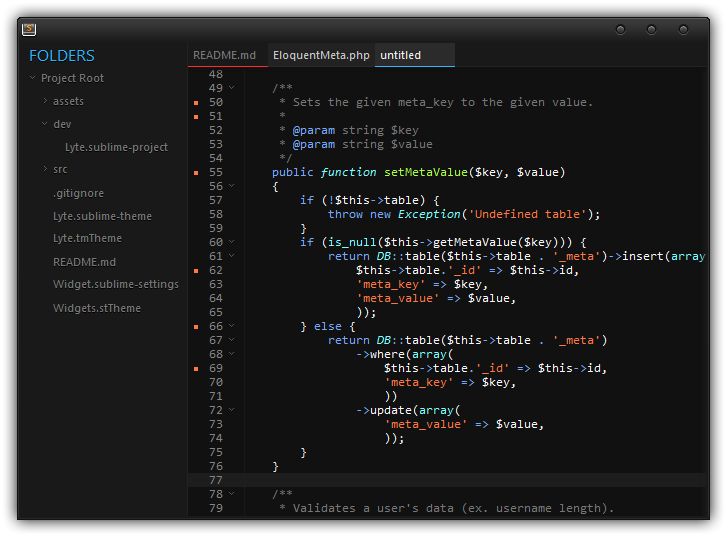 FOLDERS
Project Root
assets
dev
Lyte.sublime-project
src
.gitignore
Lyte.sublime-theme
Lyte.tmTheme
README.md
Widget.sublime-settings
Widgets.stTheme
README.md EloquentMeta.php untitled
48
49 /**
50 * Sets the given meta_key to the given value.
51 *
52 * @param string $key
53 * @param string $value
54 */
55 public function setMetaValue($key, $value)
56 {
57 if (!$this->table) {
58 throw new Exception('Undefined table');
59 }
60 if (is_null($this->getMetaValue($key))) {
61 return DB::table($this->table . '_meta')->insert(array
62 $this->table.'_id' => $this->id,
63 'meta_key' => $key,
64 'meta_value' => $value,
65 ));
66 } else {
67 return DB::table($this->table . '_meta')
68 ->where(array(
69 $this->table.'_id' => $this->id,
70 'meta_key' => $key,
71 ))
72 ->update(array(
73 'meta_value' => $value,
74 ));
75 }
76 }
77
78 /**
79 * Validates a user's data (ex. username length).